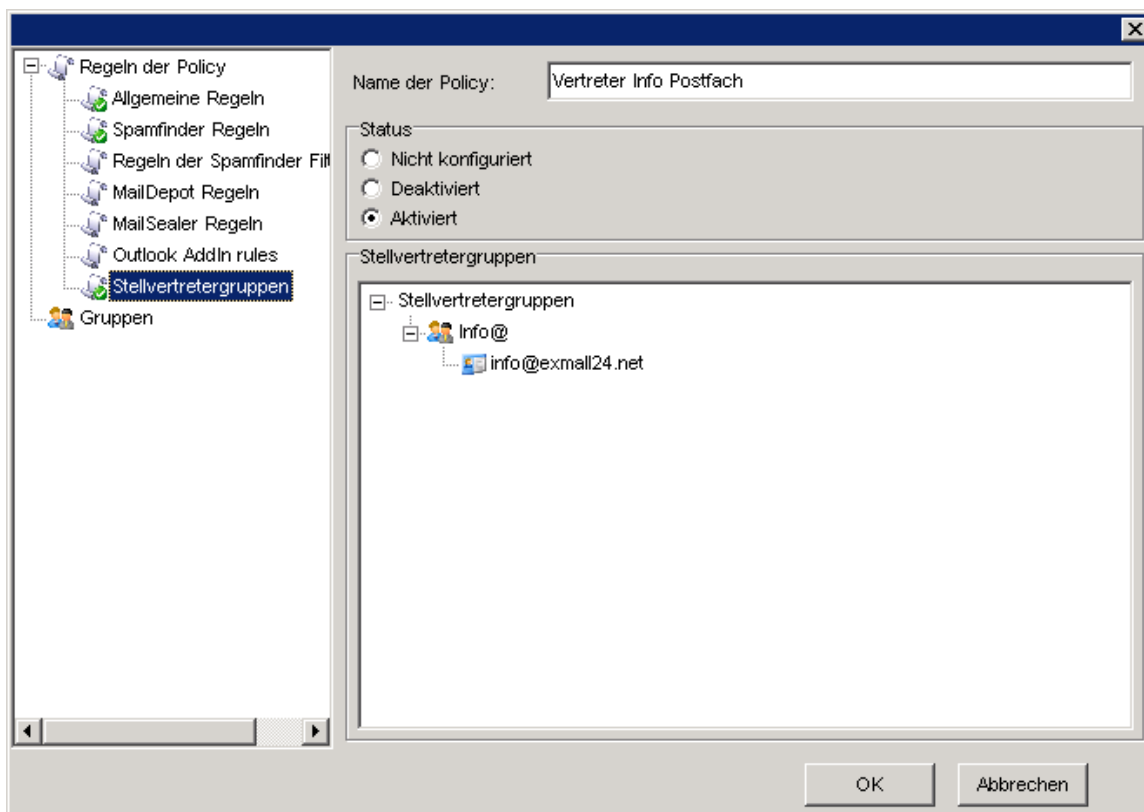 Regeln der Policy
Allgemeine Regeln
Spamfinder Regeln
Regeln der Spamfinder Filt
MailDepot Regeln
MailSealer Regeln
Outlook AddIn rules
Stellvertretergruppen
Gruppen
Name der Policy:
Vertreter Info Postfach
Status
Nicht konfiguriert
Deaktiviert
Aktiviert
Stellvertretergruppen
Stellvertretergruppen
Info@
info@exmall24.net
OK
Abbrechen